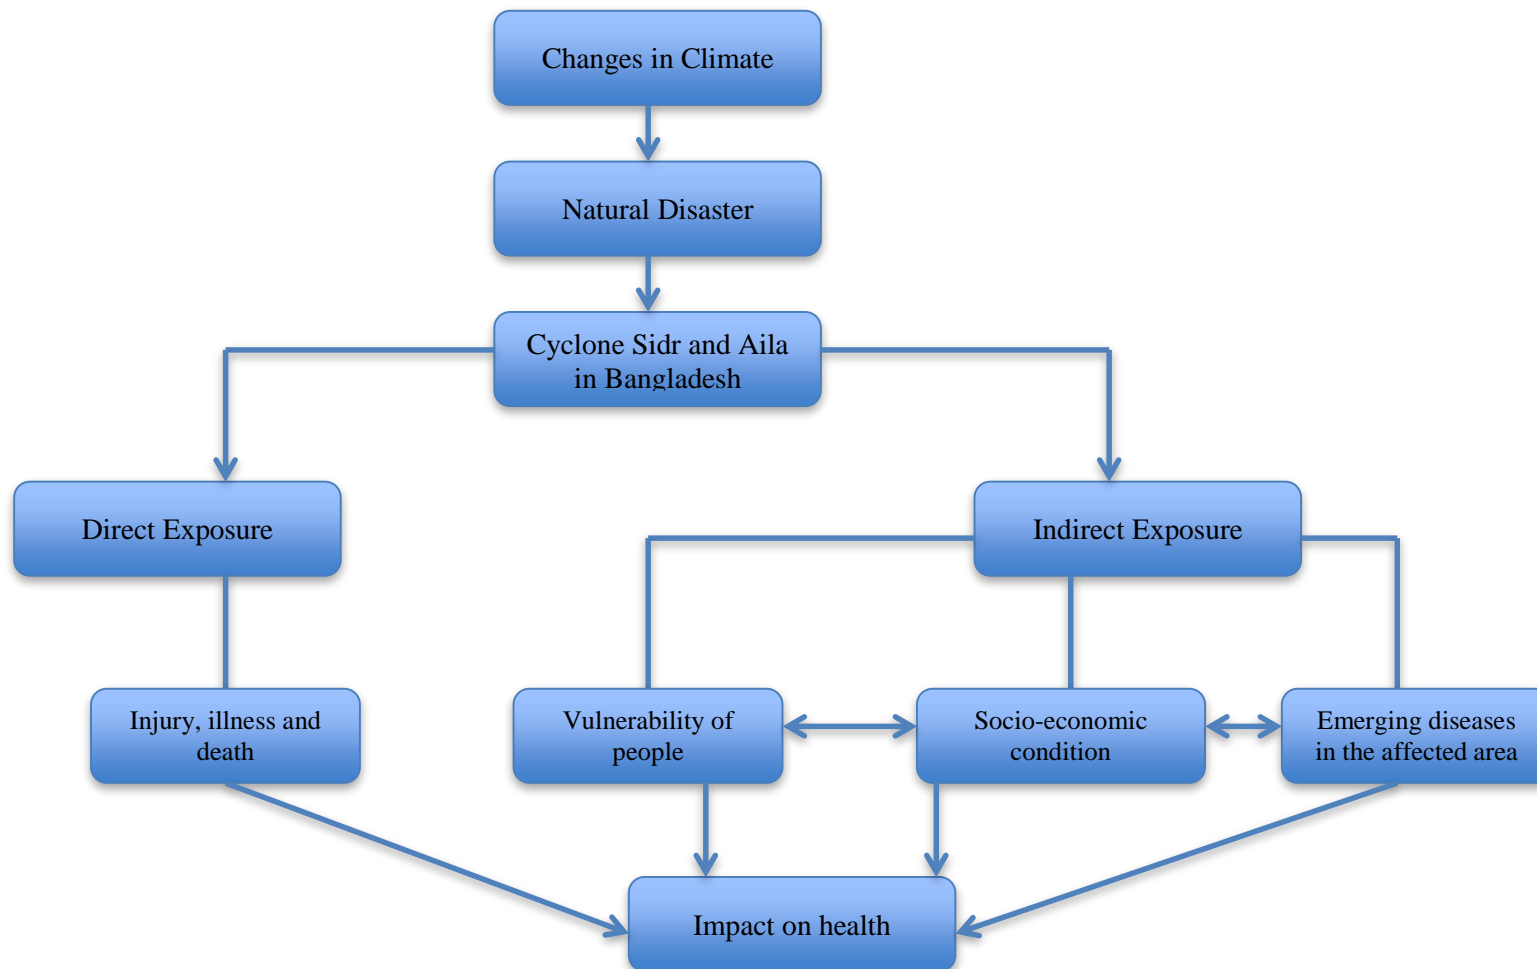 Changes in Climate
Natural Disaster
Cyclone Sidr and Aila
in Bangladesh
Direct Exposure
Indirect Exposure
Injury, illness and
death
Vulnerability of
people
Socio-economic
condition
Emerging diseases
in the affected area
Impact on health